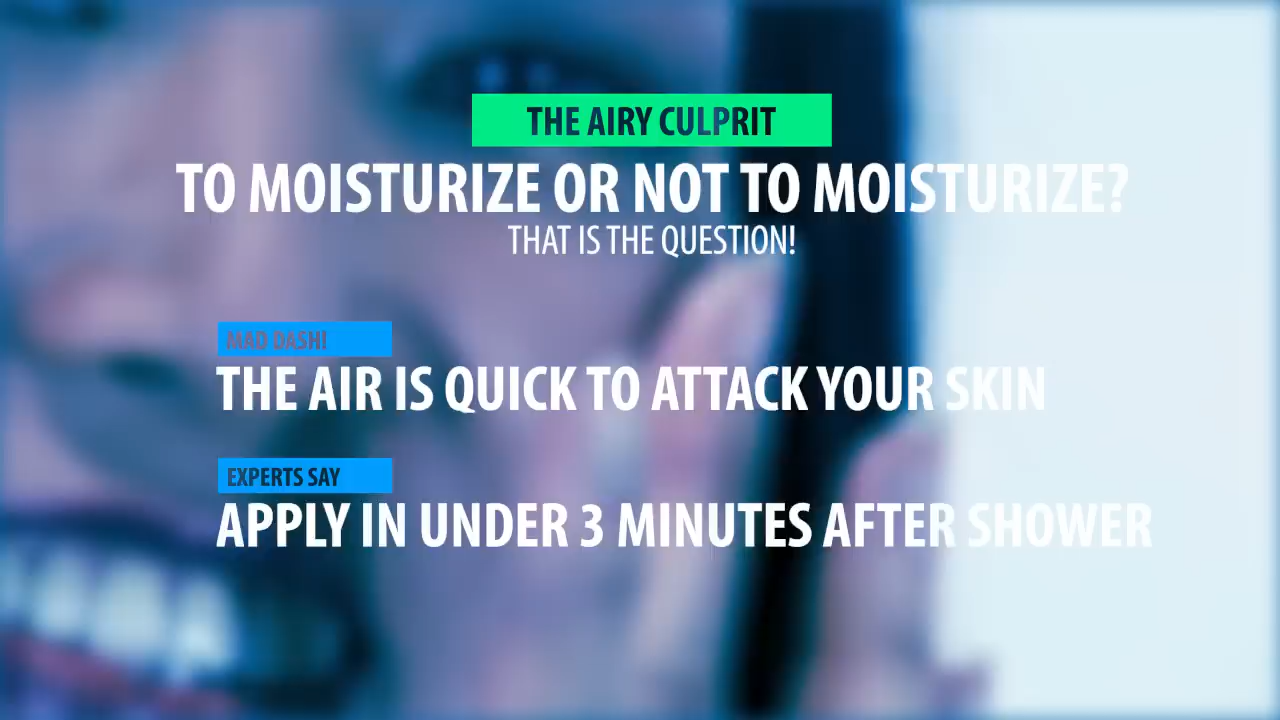 THE AIRY CULPRIT
TO MOISTURIZE OR NOT TO MOISTURIZE?
THAT IS THE QUESTION!
MAD DASH!
THE AIR IS QUICK TO ATTACK YOUR SKIN
EXPERTS SAY
APPLY IN UNDER 3 MINUTES AFTER SHOWER